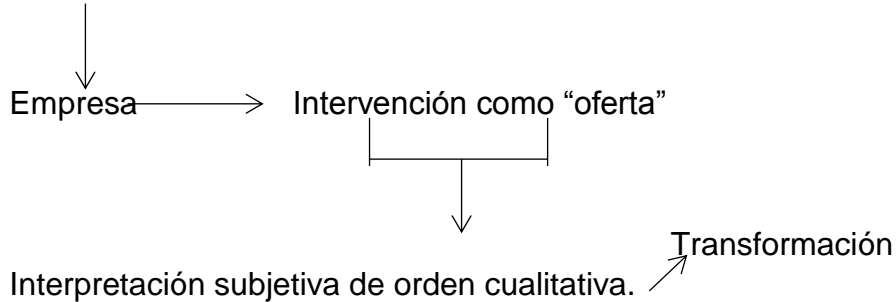 Empresa Intervención como “oferta”
Transformación
Interpretación subjetiva de orden cualitativa.